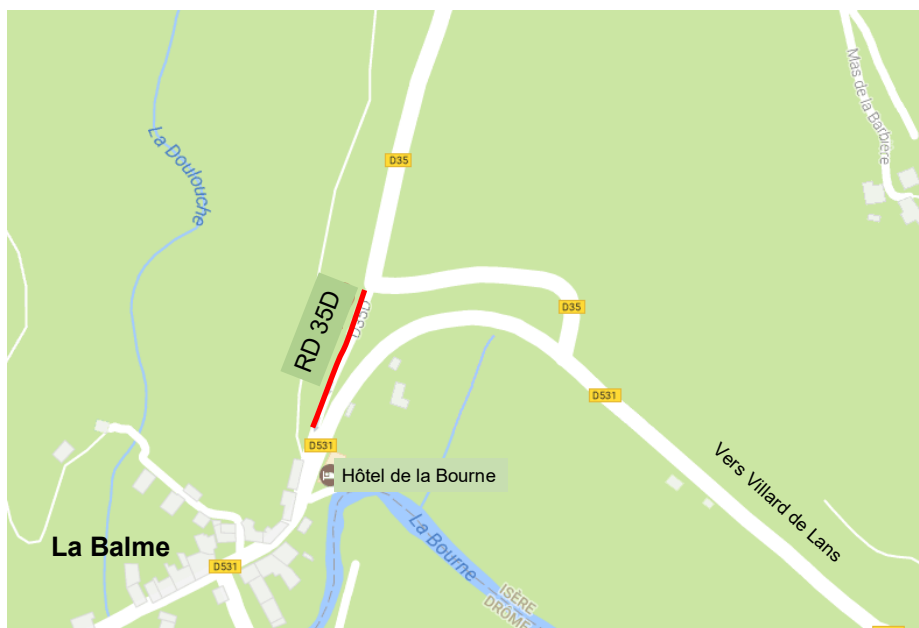 La Doulouche
D35
Mas de la Barbière
RD 35D
D35D
D35
D531
D531
Hôtel de la Bourne
Vers Villard de Lans
La Bourne
La Balme
D531
ISÈRE
DRÔME